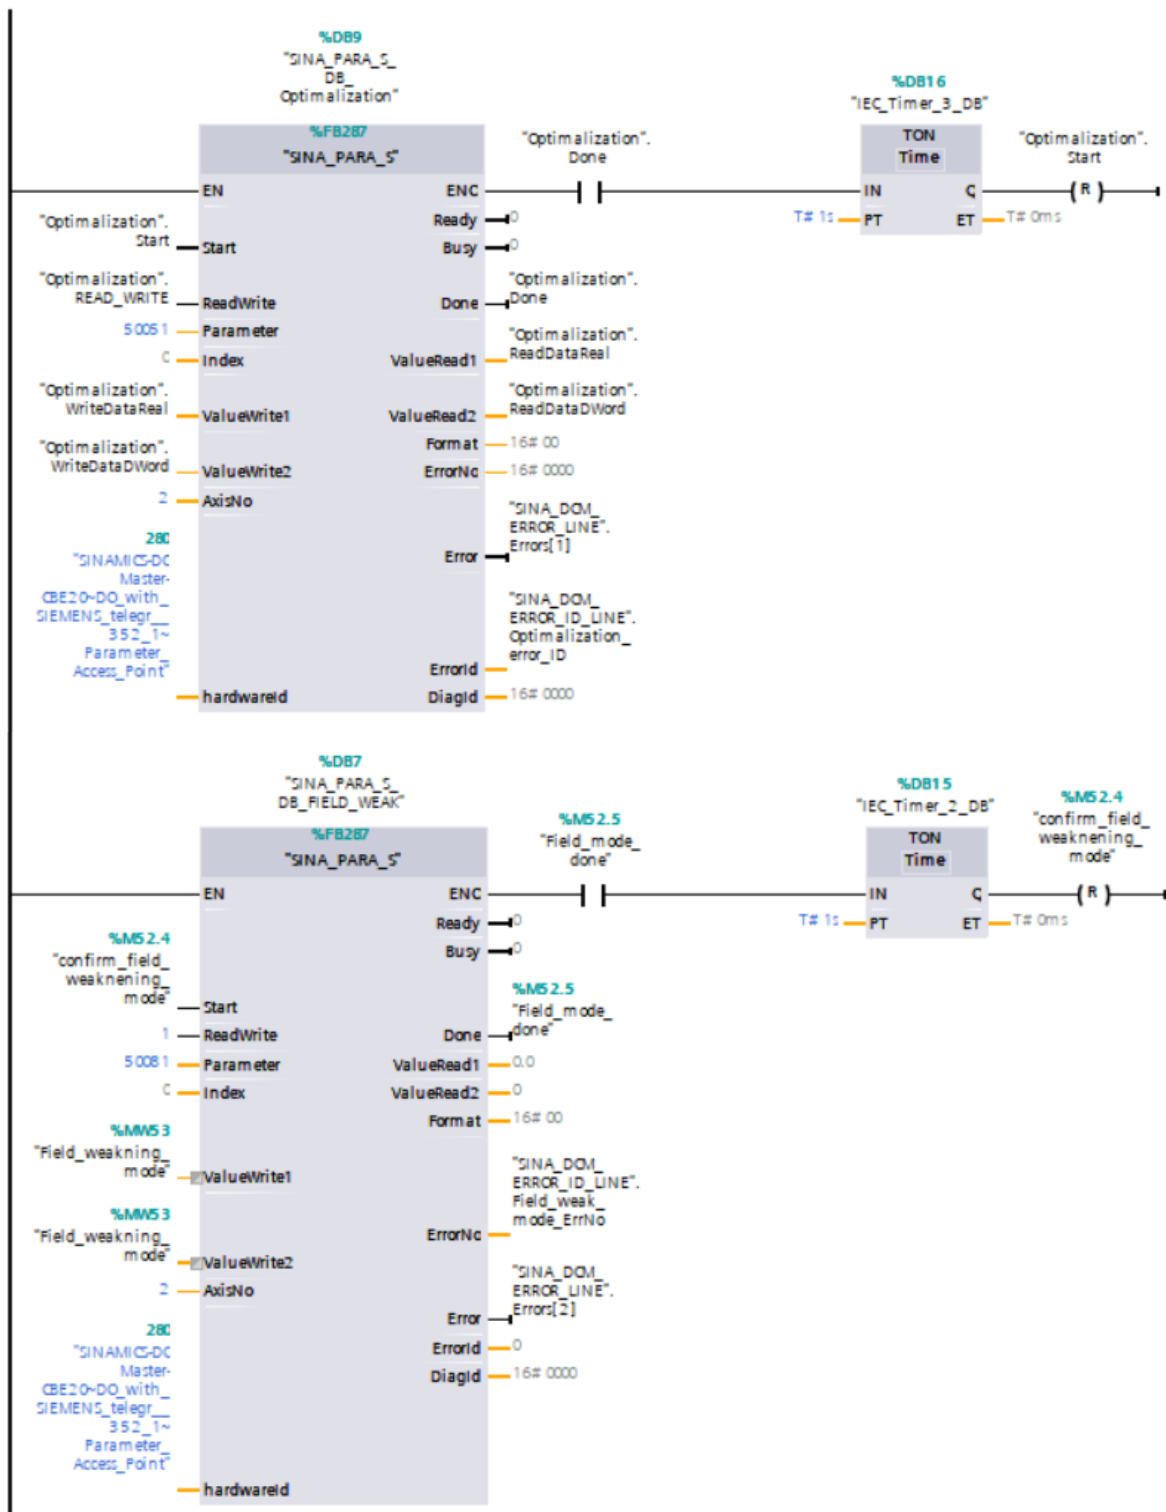 %DB9
"SINA_PARA_S_
DB_
Optimalization"
%FB287
"SINA_PARA_S"
EN
ENO
"Optimalization".
Done
%DB16
"IEC_Timer_3_DB"
TON
Time
"Optimalization".
Start
IN
Q
( R )
T# 1s
PT
ET
T# 0ms
Ready
0
"Optimalization".
Start
Start
Busy
0
"Optimalization".
READ_WRITE
ReadWrite
Done
"Optimalization".
Done
50051
Parameter
0
Index
ValueRead1
"Optimalization".
ReadDataReal
"Optimalization".
WriteDataReal
ValueWrite1
ValueRead2
"Optimalization".
ReadDataDWord
Format
16# 00
"Optimalization".
WriteDataDWord
ValueWrite2
ErrorNo
16# 0000
2
AxisNo
"SINA_DCM_
ERROR_LINE".
Errors[1]
Error
280
"SINAMICS-DC
Master-
CBE20~DO_with_
SIEMENS_telegr__
352_1~
Parameter_
Access_Point"
hardwareId
"SINA_DCM_
ERROR_ID_LINE".
Optimalization_
error_ID
ErrorId
DiagId
16# 0000
%DB7
"SINA_PARA_S_
DB_FIELD_WEAK"
%FB287
"SINA_PARA_S"
EN
ENO
%M52.5
"Field_mode_
done"
%DB15
"IEC_Timer_2_DB"
TON
Time
%M52.4
"confirm_field_
weaknening_
mode"
IN
Q
( R )
T# 1s
PT
ET
T# 0ms
Ready
0
Busy
0
%M52.4
"confirm_field_
weaknening_
mode"
Start
1
ReadWrite
Done
%M52.5
"Field_mode_
done"
50081
Parameter
ValueRead1
0.0
0
Index
ValueRead2
0
Format
16# 00
%MW53
"Field_weakning_
mode"
ValueWrite1
"SINA_DCM_
ERROR_ID_LINE".
Field_weak_
mode_ErrNo
ErrorNo
%MW53
"Field_weakning_
mode"
ValueWrite2
2
AxisNo
"SINA_DCM_
ERROR_LINE".
Errors[2]
Error
ErrorId
0
DiagId
16# 0000
280
"SINAMICS-DC
Master-
CBE20~DO_with_
SIEMENS_telegr__
352_1~
Parameter_
Access_Point"
hardwareId